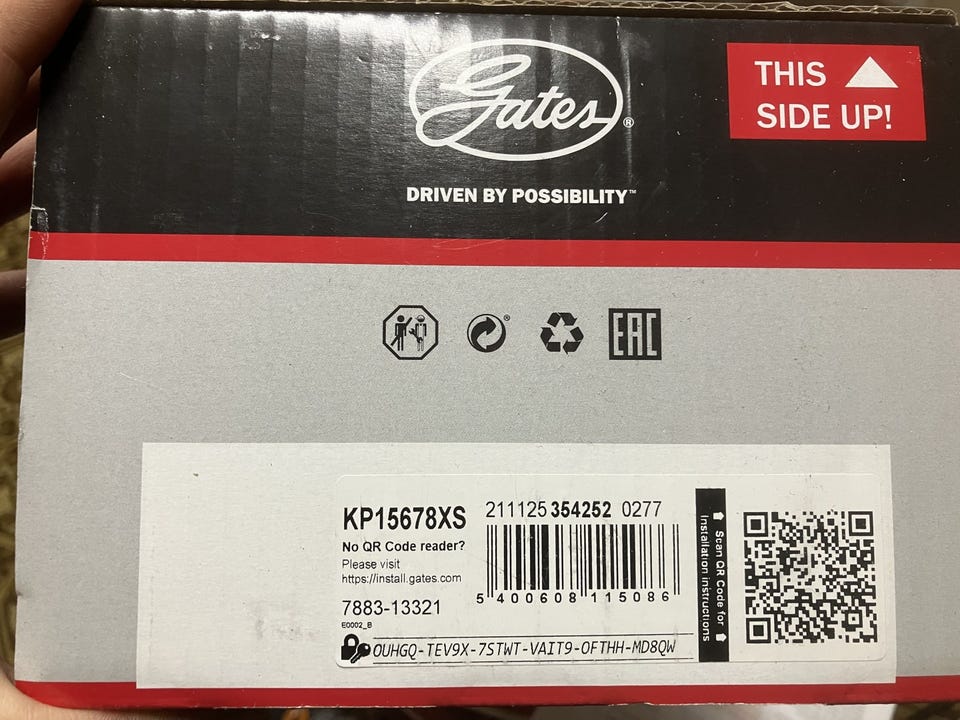 Gates®
THIS
SIDE UP!
DRIVEN BY POSSIBILITY™
®
EAC
KP15678XS
211125 354252 0277
No QR Code reader?
Please visit
https://install.gates.com
5 400608 115086
7883-13321
E0002_B
OUHGQ-TEV9X-7STWT-VAIT9-OFTHH-MD8QW
Scan QR Code for
installation instructions